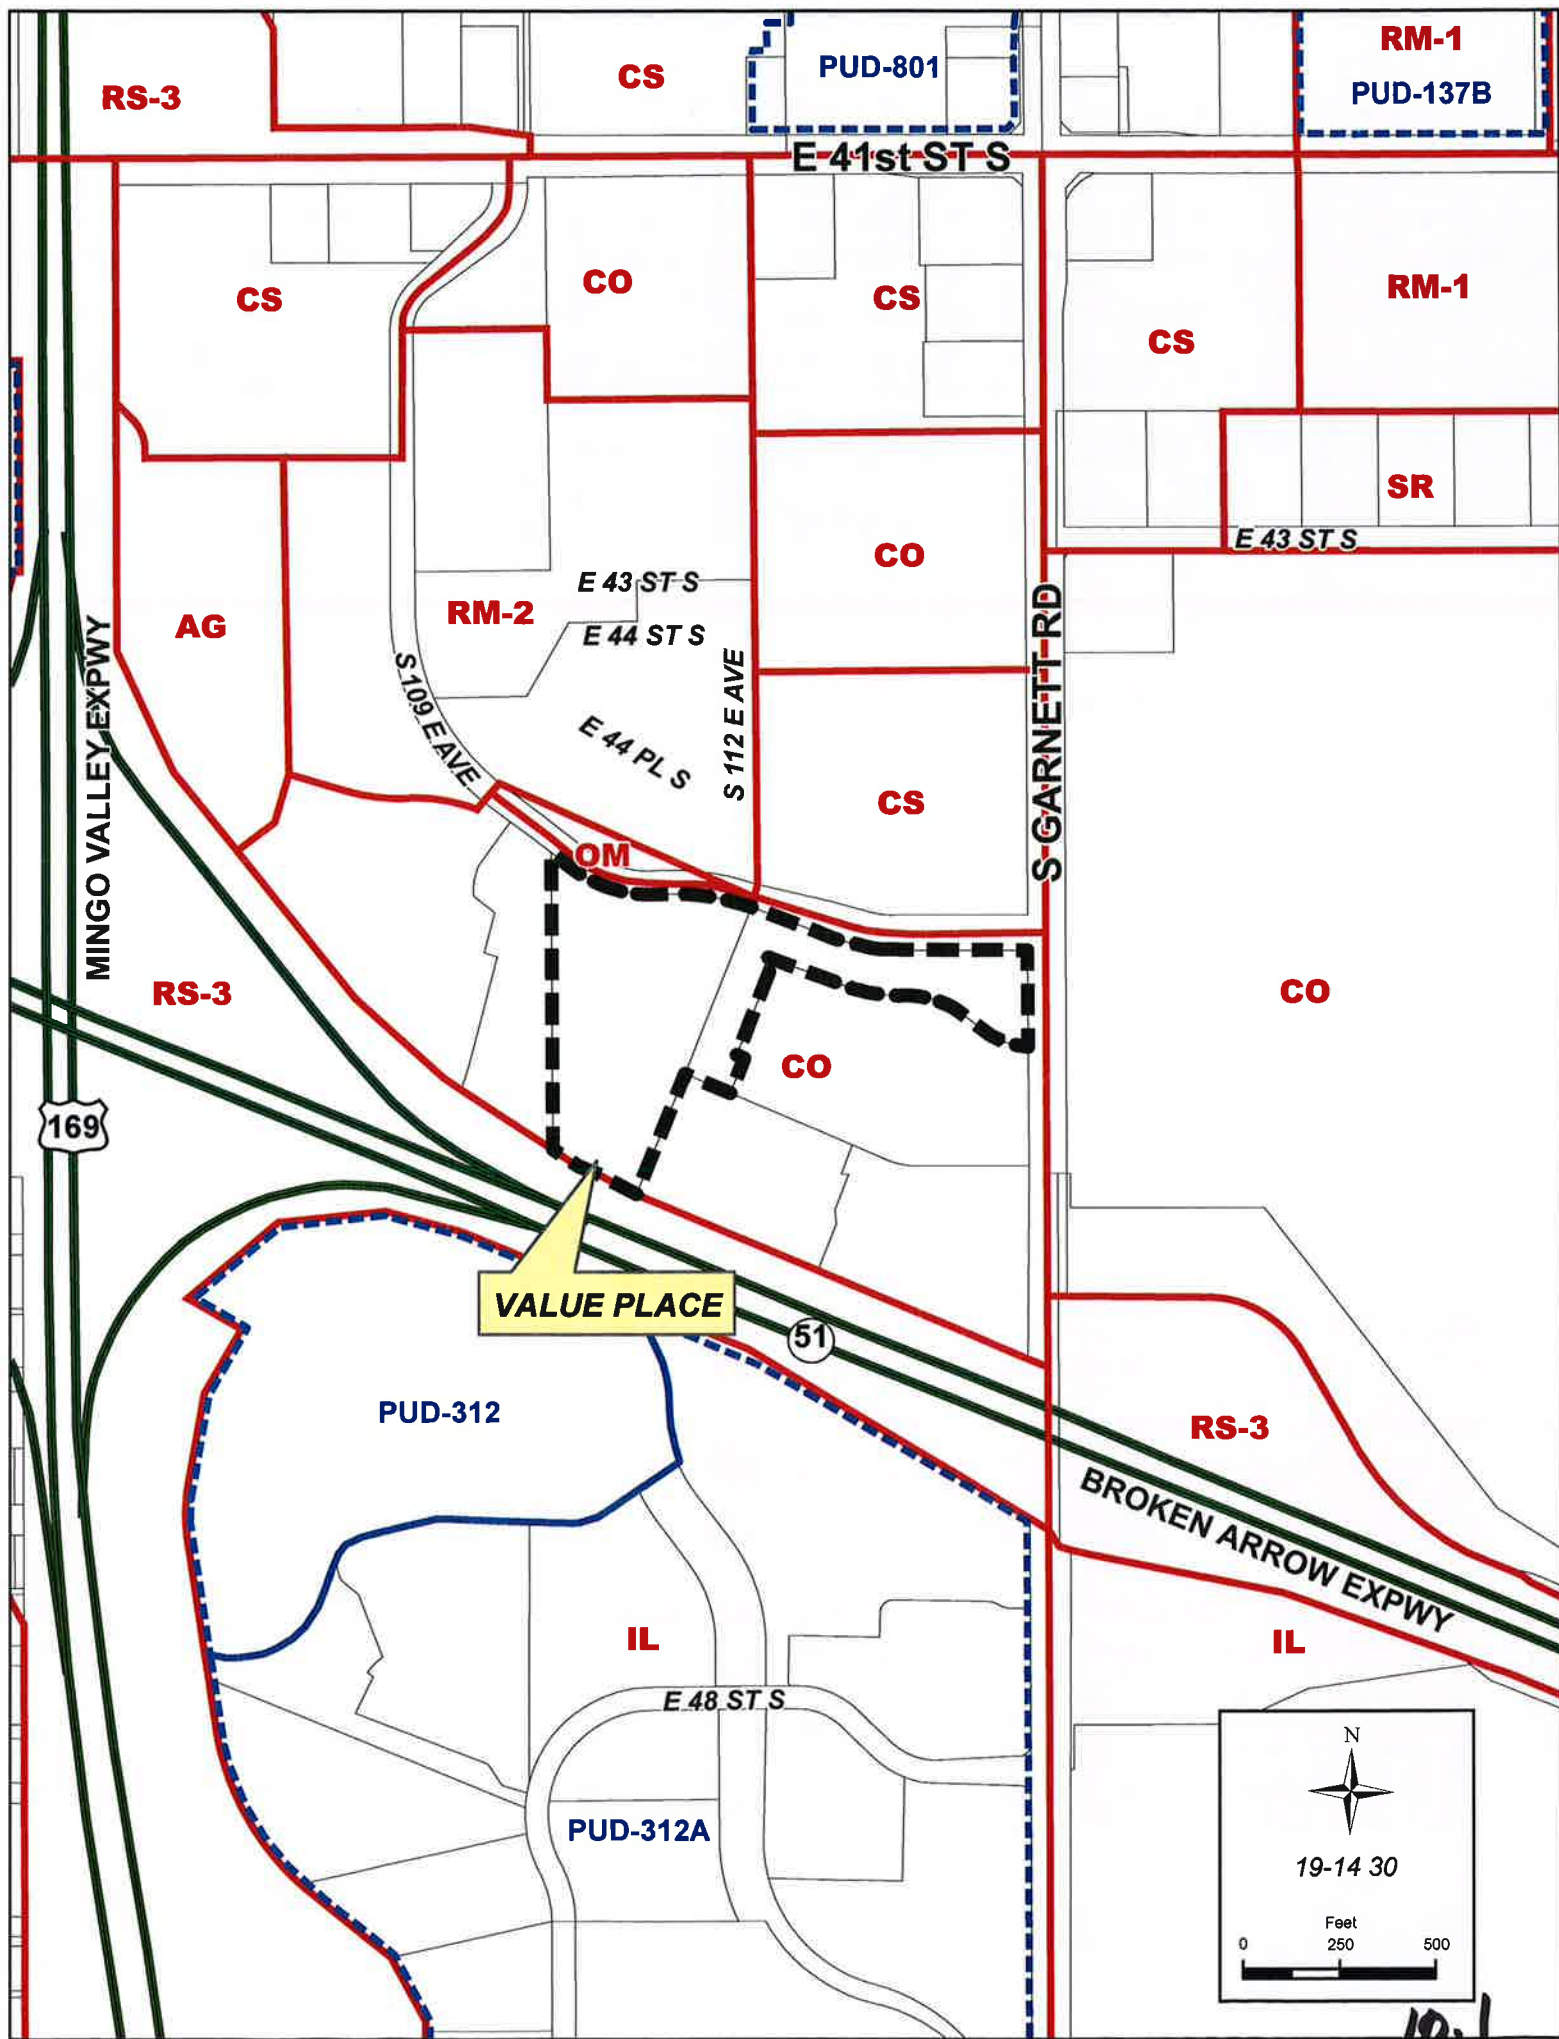 RM-1
CS
PUD-801
RS-3
PUD-137B
E 41st ST S
CO
CS
CS
RM-1
CS
SR
E 43 ST S
CO
E 43 ST S
RM-2
AG
E 44 ST S
S 109 E AVE
S 112 E AVE
S GARNETT RD
MINGO VALLEY EXPWY
E 44 PL S
CS
OM
RS-3
CO
CO
169
VALUE PLACE
51
PUD-312
RS-3
BROKEN ARROW EXPWY
IL
IL
E 48 ST S
PUD-312A
N
19-14 30
Feet
0 250 500